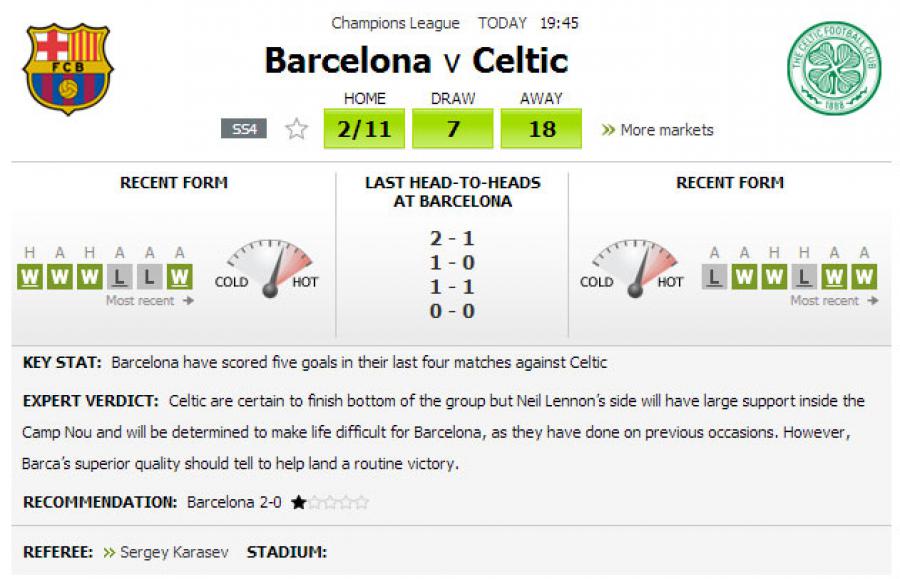 Champions League TODAY 19:45
Barcelona v Celtic
FCB
THE CELTIC FOOTBALL CLUB
1888
HOME DRAW AWAY
SS4 2/11 7 18 » More markets
RECENT FORM
H A H A A A
W W W L L W
COLD HOT
Most recent →
LAST HEAD-TO-HEADS
AT BARCELONA
2 - 1
1 - 0
1 - 1
0 - 0
RECENT FORM
COLD HOT
A A H H A A
L W W L W W
Most recent →
KEY STAT: Barcelona have scored five goals in their last four matches against Celtic
EXPERT VERDICT: Celtic are certain to finish bottom of the group but Neil Lennon's side will have large support inside the
Camp Nou and will be determined to make life difficult for Barcelona, as they have done on previous occasions. However,
Barca's superior quality should tell to help land a routine victory.
RECOMMENDATION: Barcelona 2-0
REFEREE: » Sergey Karasev STADIUM: